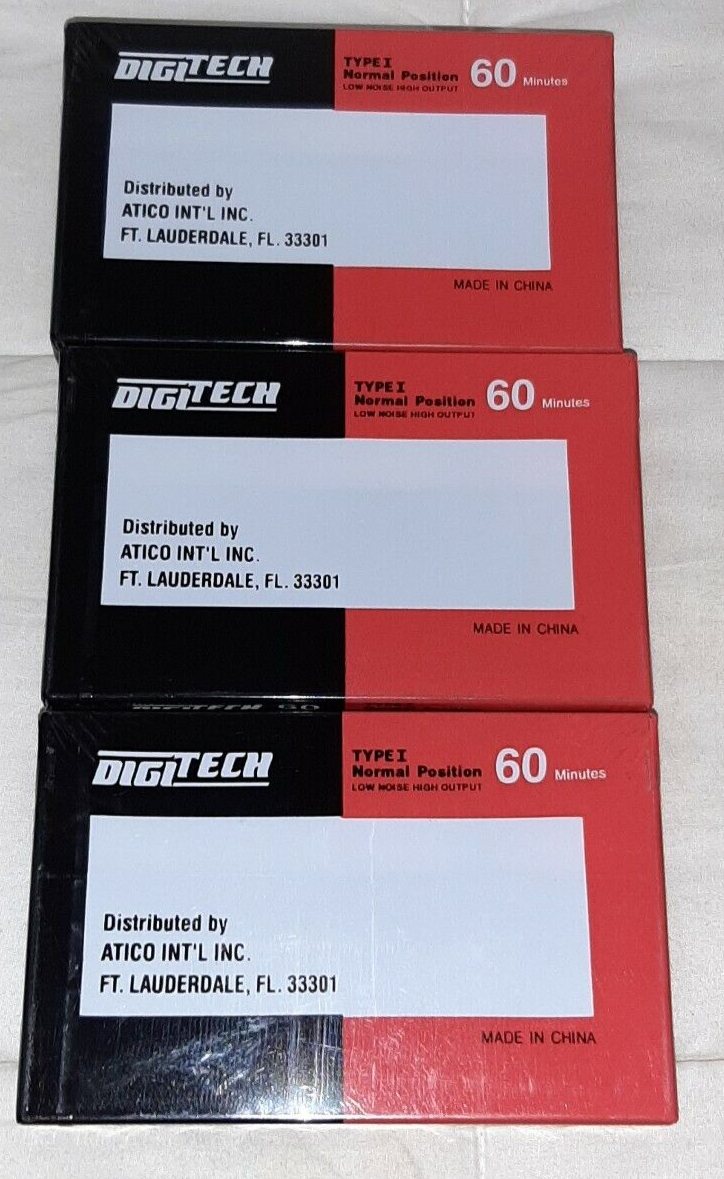 DIGITECH
TYPE I
Normal Position
LOW NOISE HIGH OUTPUT
60 Minutes
Distributed by
ATICO INT'L INC.
FT. LAUDERDALE, FL. 33301
MADE IN CHINA
DIGITECH
TYPE I
Normal Position
LOW NOISE HIGH OUTPUT
60 Minutes
Distributed by
ATICO INT'L INC.
FT. LAUDERDALE, FL. 33301
MADE IN CHINA
DIGITECH 60
DIGITECH
TYPE I
Normal Position
LOW NOISE HIGH OUTPUT
60 Minutes
Distributed by
ATICO INT'L INC.
FT. LAUDERDALE, FL. 33301
MADE IN CHINA